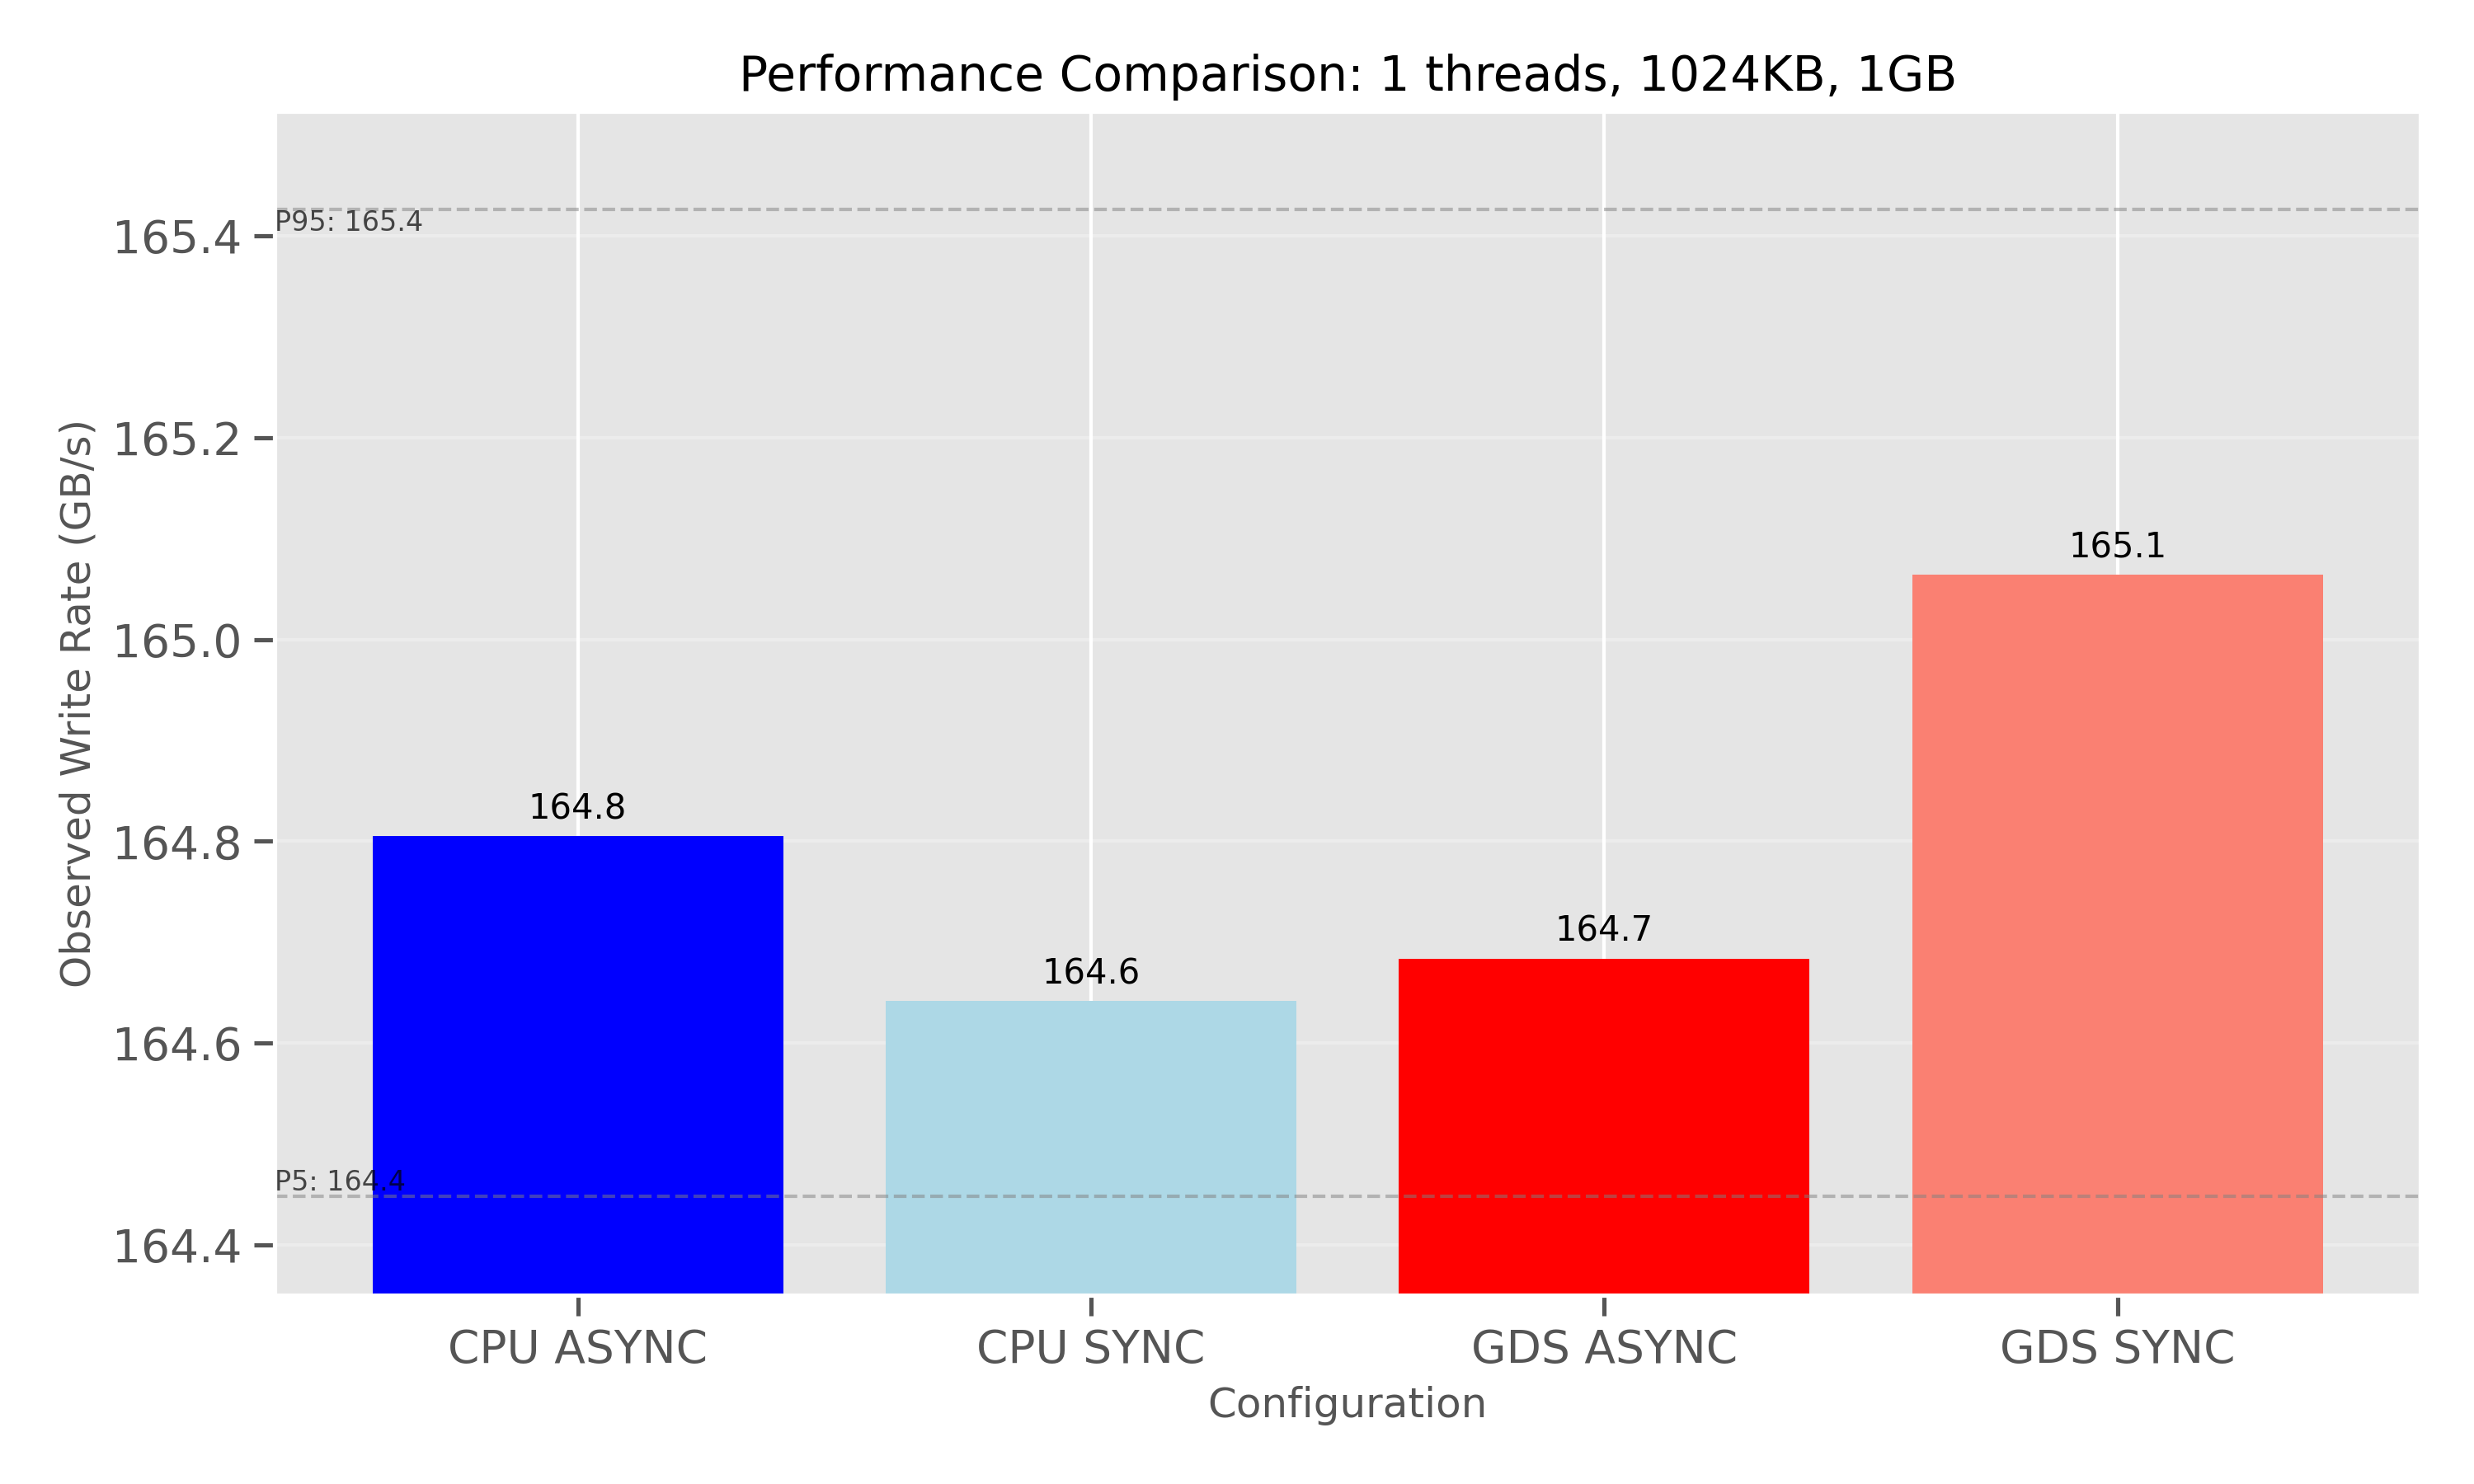 Performance Comparison: 1 threads, 1024KB, 1GB
Observed Write Rate (GB/s)
165.4
165.2
165.0
164.8
164.6
164.4
P95: 165.4
P5: 164.4
164.8
164.6
164.7
165.1
CPU ASYNC
CPU SYNC
GDS ASYNC
GDS SYNC
Configuration